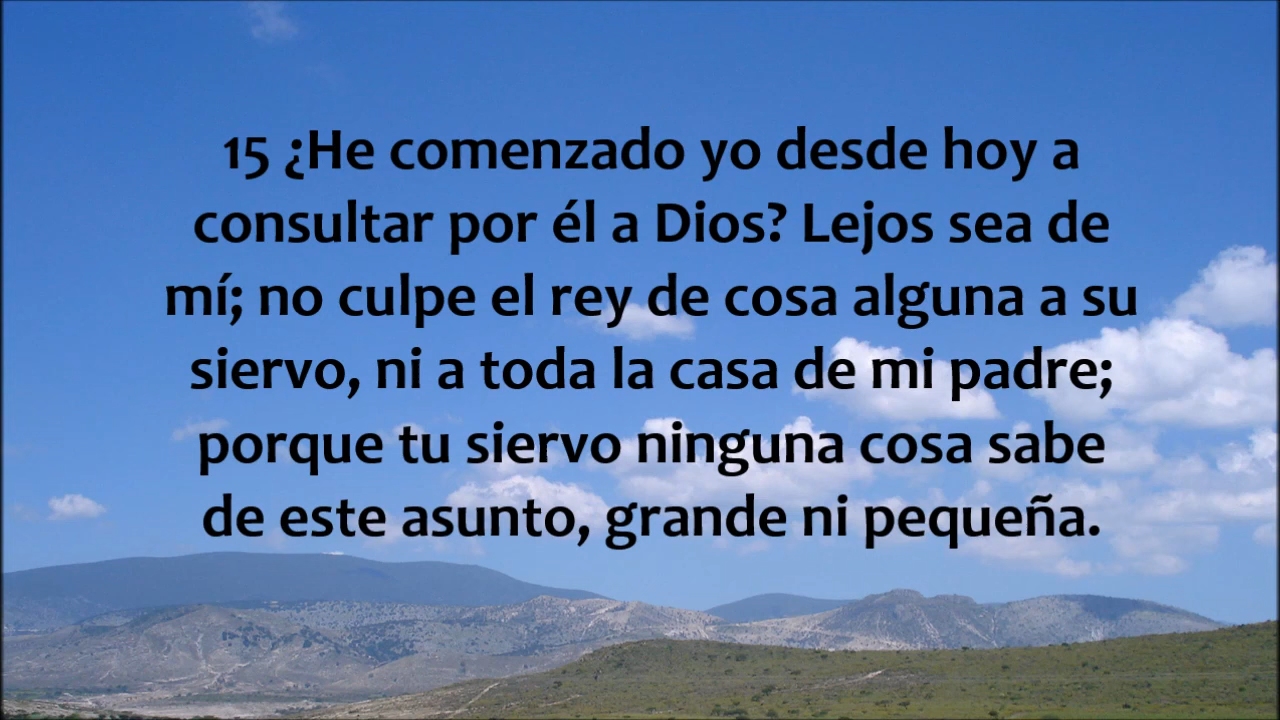 15 ¿He comenzado yo desde hoy a
consultar por él a Dios? Lejos sea de
mí; no culpe el rey de cosa alguna a su
siervo, ni a toda la casa de mi padre;
porque tu siervo ninguna cosa sabe
de este asunto, grande ni pequeña.